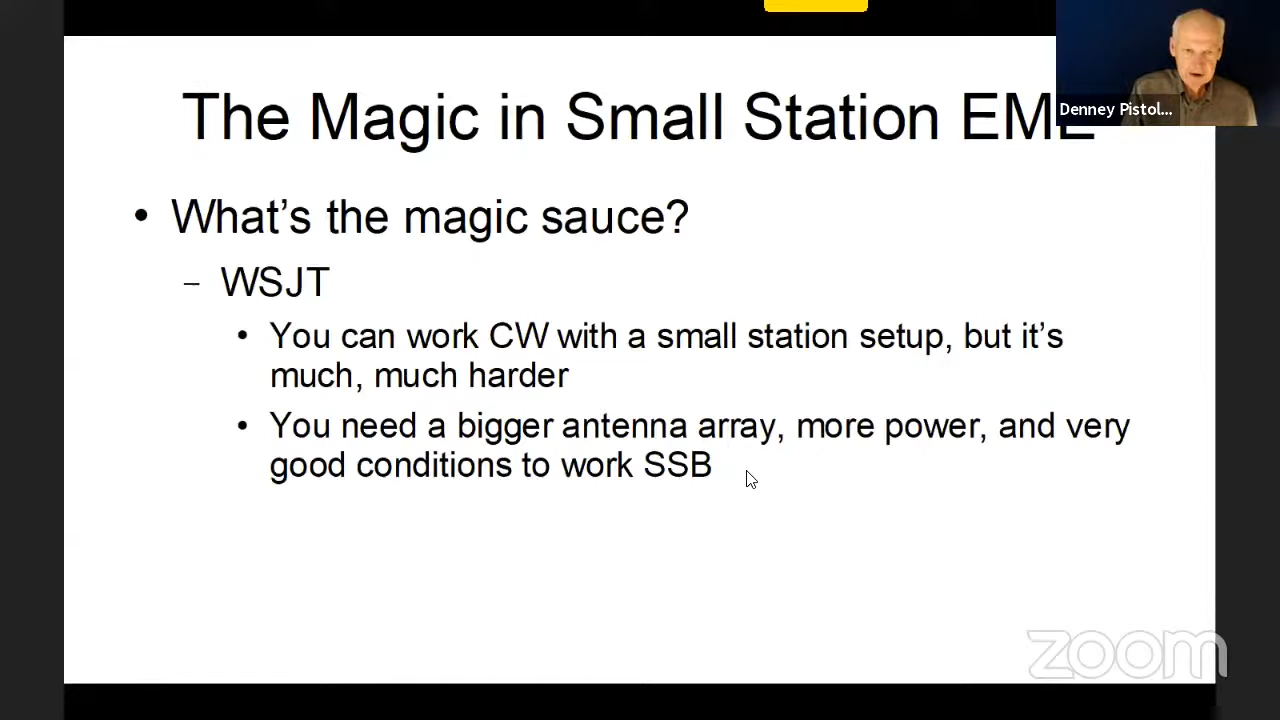 The Magic in Small Station EME
Denney Pistol...
• What’s the magic sauce?
– WSJT
• You can work CW with a small station setup, but it’s
much, much harder
• You need a bigger antenna array, more power, and very
good conditions to work SSB
zoom